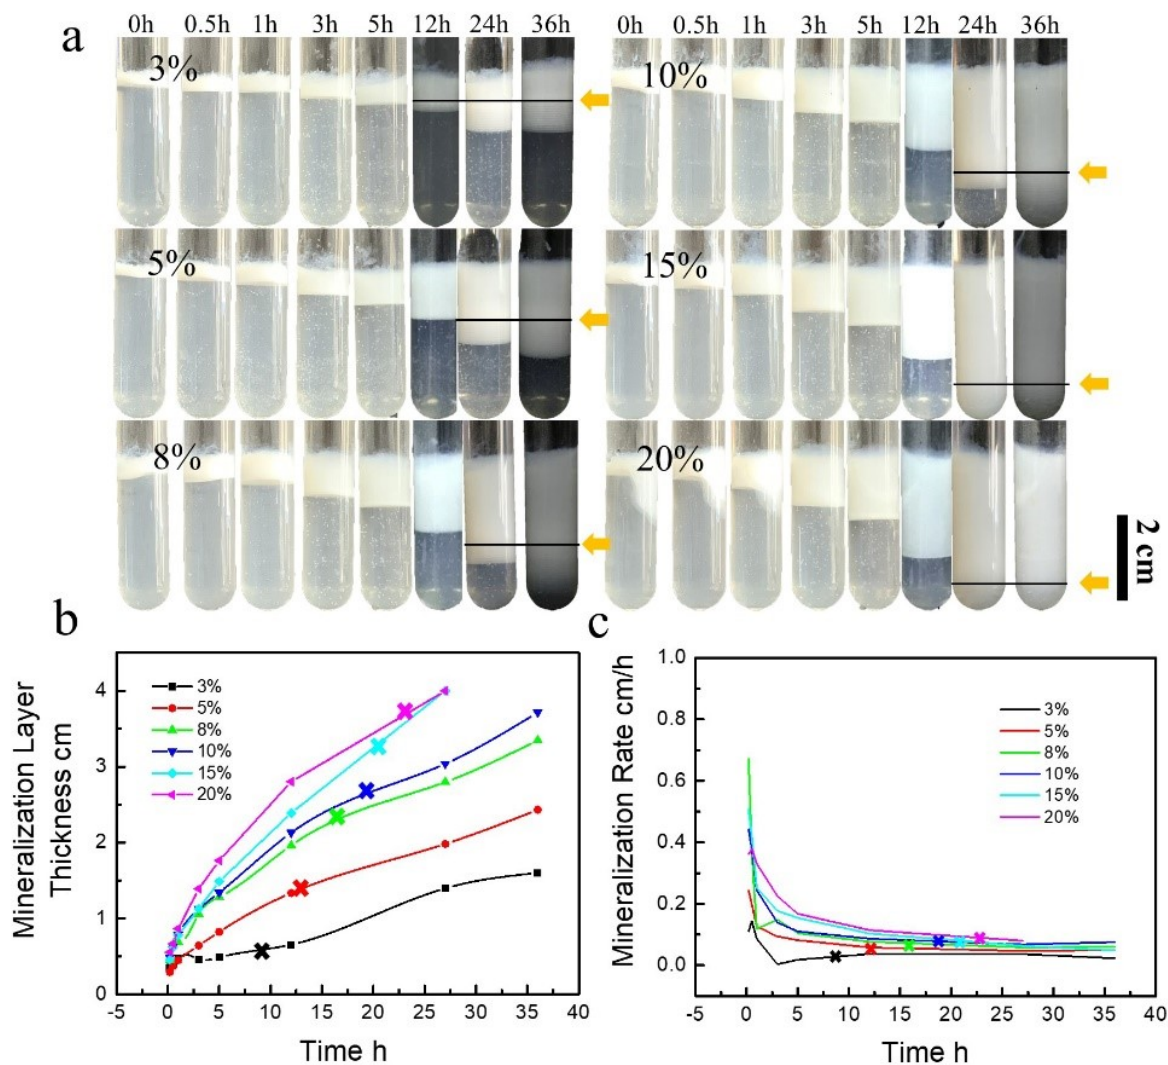 a
0h 0.5h 1h 3h 5h 12h 24h 36h
0h 0.5h 1h 3h 5h 12h 24h 36h
3%
10%
5%
15%
8%
20%
2 cm
b
Mineralization Layer
Thickness cm
4
3
2
1
0
3%
5%
8%
10%
15%
20%
-5 0 5 10 15 20 25 30 35 40
Time h
c
Mineralization Rate cm/h
1.0
0.8
0.6
0.4
0.2
0.0
3%
5%
8%
10%
15%
20%
-5 0 5 10 15 20 25 30 35 40
Time h